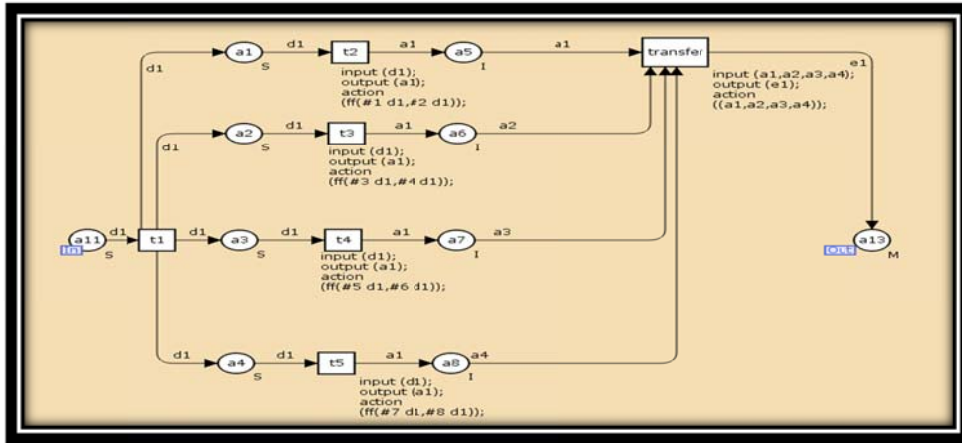 a1
d1
t2
a1
a5
a1
transfer
e1
d1
S
I
input (d1);
output (a1);
action
(ff(#1 d1,#2 d1));
input (a1,a2,a3,a4);
output (e1);
action
((a1,a2,a3,a4));
a2
d1
t3
a1
a6
a2
d1
S
I
input (d1);
output (a1);
action
(ff(#3 d1,#4 d1));
a11
d1
t1
d1
a3
d1
t4
a1
a7
a3
a13
In
S
S
I
Out
M
input (d1);
output (a1);
action
(ff(#5 d1,#6 d1));
d1
a4
d1
t5
a1
a8
a4
S
I
input (d1);
output (a1);
action
(ff(#7 d1,#8 d1));